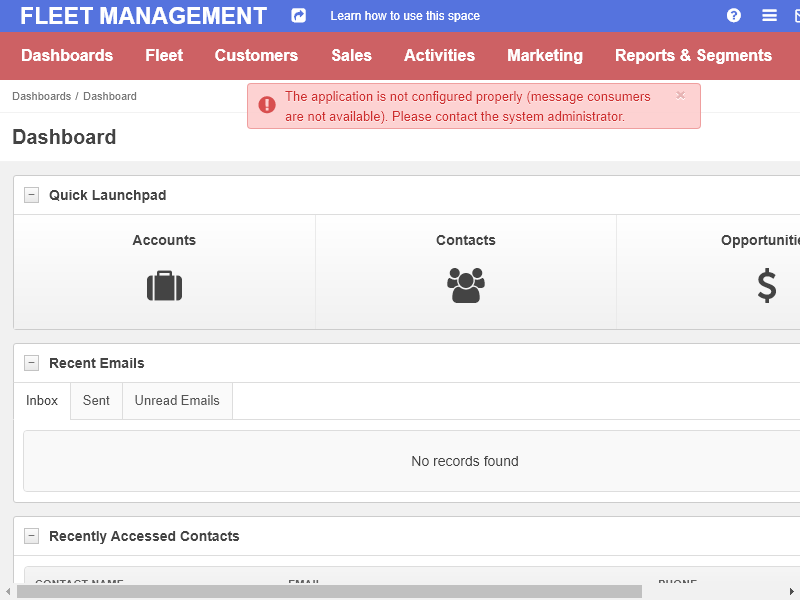 FLEET MANAGEMENT
Learn how to use this space
Dashboards
Fleet
Customers
Sales
Activities
Marketing
Reports & Segments
Dashboards / Dashboard
The application is not configured properly (message consumers
are not available). Please contact the system administrator.
Dashboard
Quick Launchpad
Accounts
Contacts
Opportunitie
Recent Emails
Inbox
Sent
Unread Emails
No records found
Recently Accessed Contacts
CONTACT NAME
EMAIL
PHONE